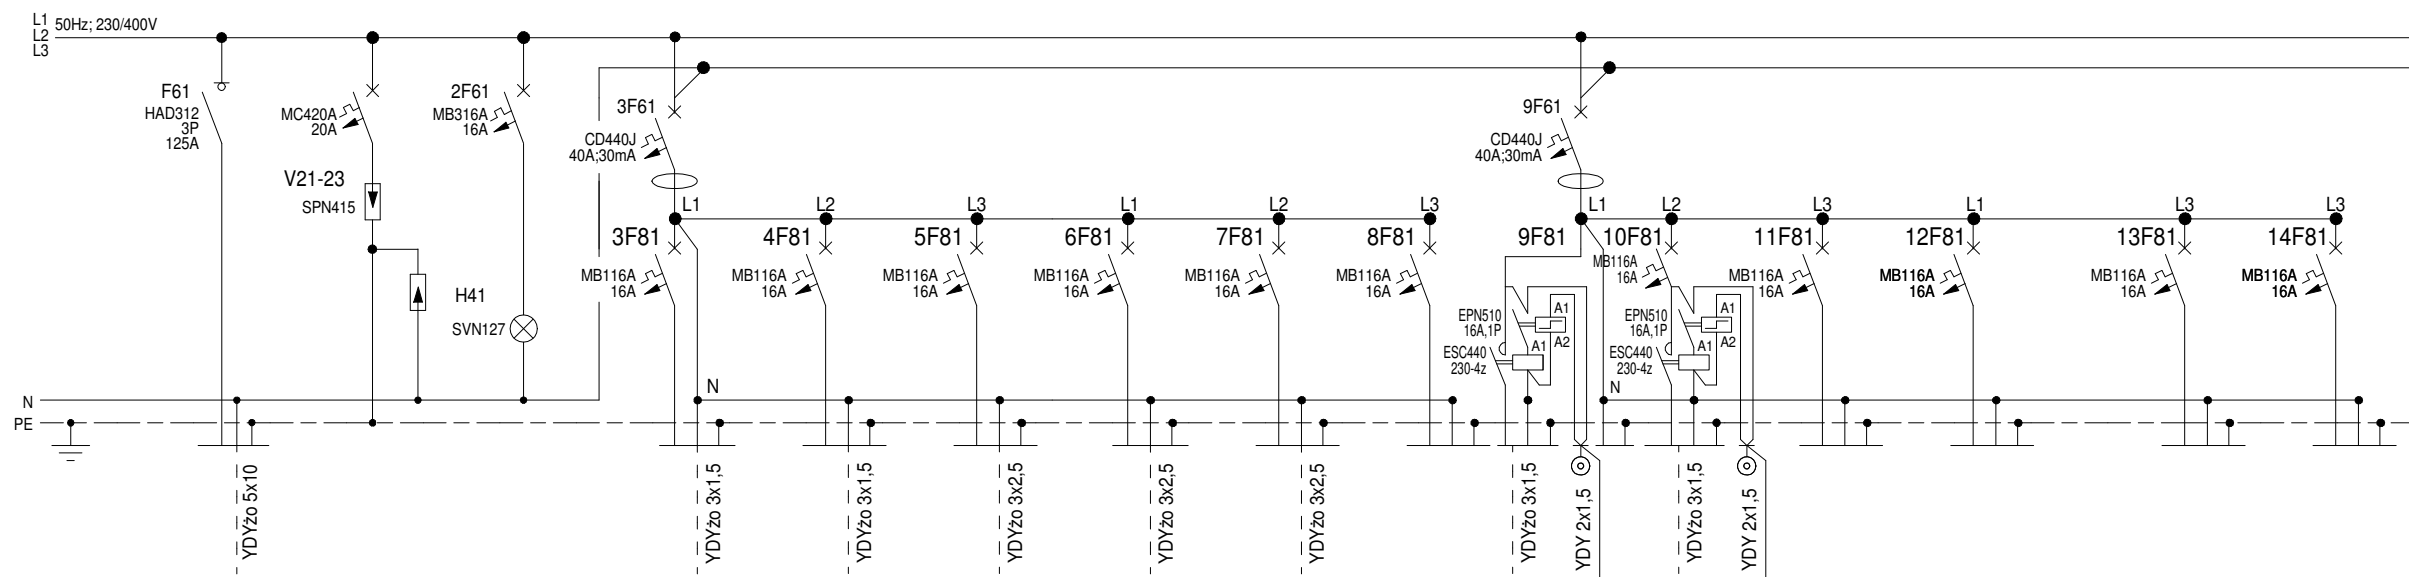 L1
50Hz; 230/400V
L2
L3
F61
HAD312
3P
125A
MC420A
20A
V21-23
SPN415
H41
2F61
MB316A
16A
SVN127
3F61
CD440J
40A;30mA
9F61
CD440J
40A;30mA
L1
L2
L3
L1
L2
L3
L1
L2
L3
L1
L3
L3
3F81
MB116A
16A
4F81
MB116A
16A
5F81
MB116A
16A
6F81
MB116A
16A
7F81
MB116A
16A
8F81
MB116A
16A
9F81
EPN510
16A,1P
A1
A2
ESC440
230-4z
A1
10F81
MB116A
16A
EPN510
16A,1P
A1
A2
ESC440
230-4z
A1
11F81
MB116A
16A
12F81
MB116A
16A
13F81
MB116A
16A
14F81
MB116A
16A
N
N
N
PE
YDYżo 5x10
YDYżo 3x1,5
YDYżo 3x1,5
YDYżo 3x2,5
YDYżo 3x2,5
YDYżo 3x2,5
YDYżo 3x1,5
YDY 2x1,5
YDYżo 3x1,5
YDY 2x1,5